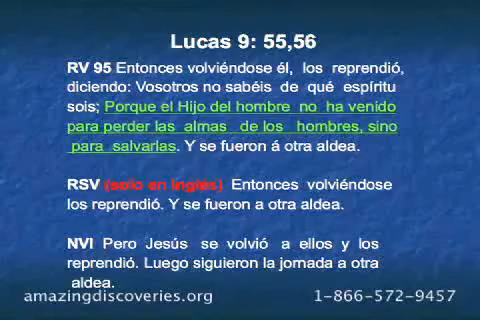 Lucas 9: 55,56
RV 95 Entonces volviéndose él, los reprendió,
diciendo: Vosotros no sabéis de qué espíritu
sois; Porque el Hijo del hombre no ha venido
para perder las almas de los hombres, sino
para salvarlas. Y se fueron á otra aldea.
RSV (solo en Inglés) Entonces volviéndose
los reprendió. Y se fueron a otra aldea.
NVI Pero Jesús se volvió a ellos y los
reprendió. Luego siguieron la jornada a otra
aldea.
amazingdiscoveries.org 1-866-572-9457